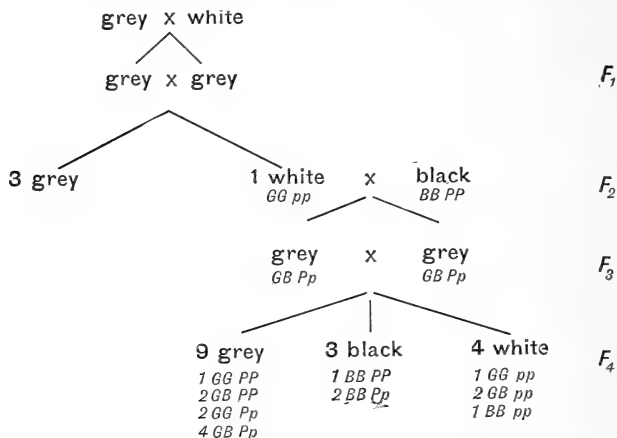 grey x white
grey x grey F₁
3 grey 1 white x black F₂
GG pp BB PP
grey x grey F₃
GB Pp GB Pp
9 grey 3 black 4 white F₄
1 GG PP 1 BB PP 1 GG pp
2 GB PP 2 BB Pp 2 GB pp
2 GG Pp 1 BB pp
4 GB Pp